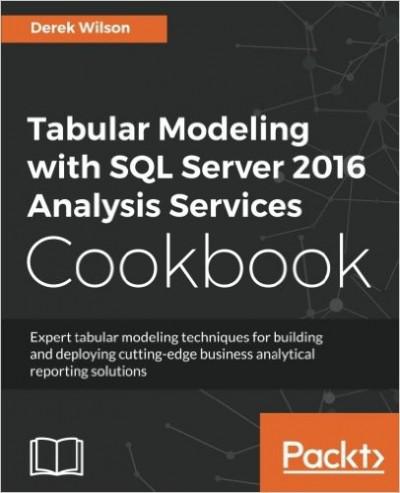 Derek Wilson
Tabular Modeling
with SQL Server 2016
Analysis Services
Cookbook
Expert tabular modeling techniques for building
and deploying cutting-edge business analytical
reporting solutions
Packt>